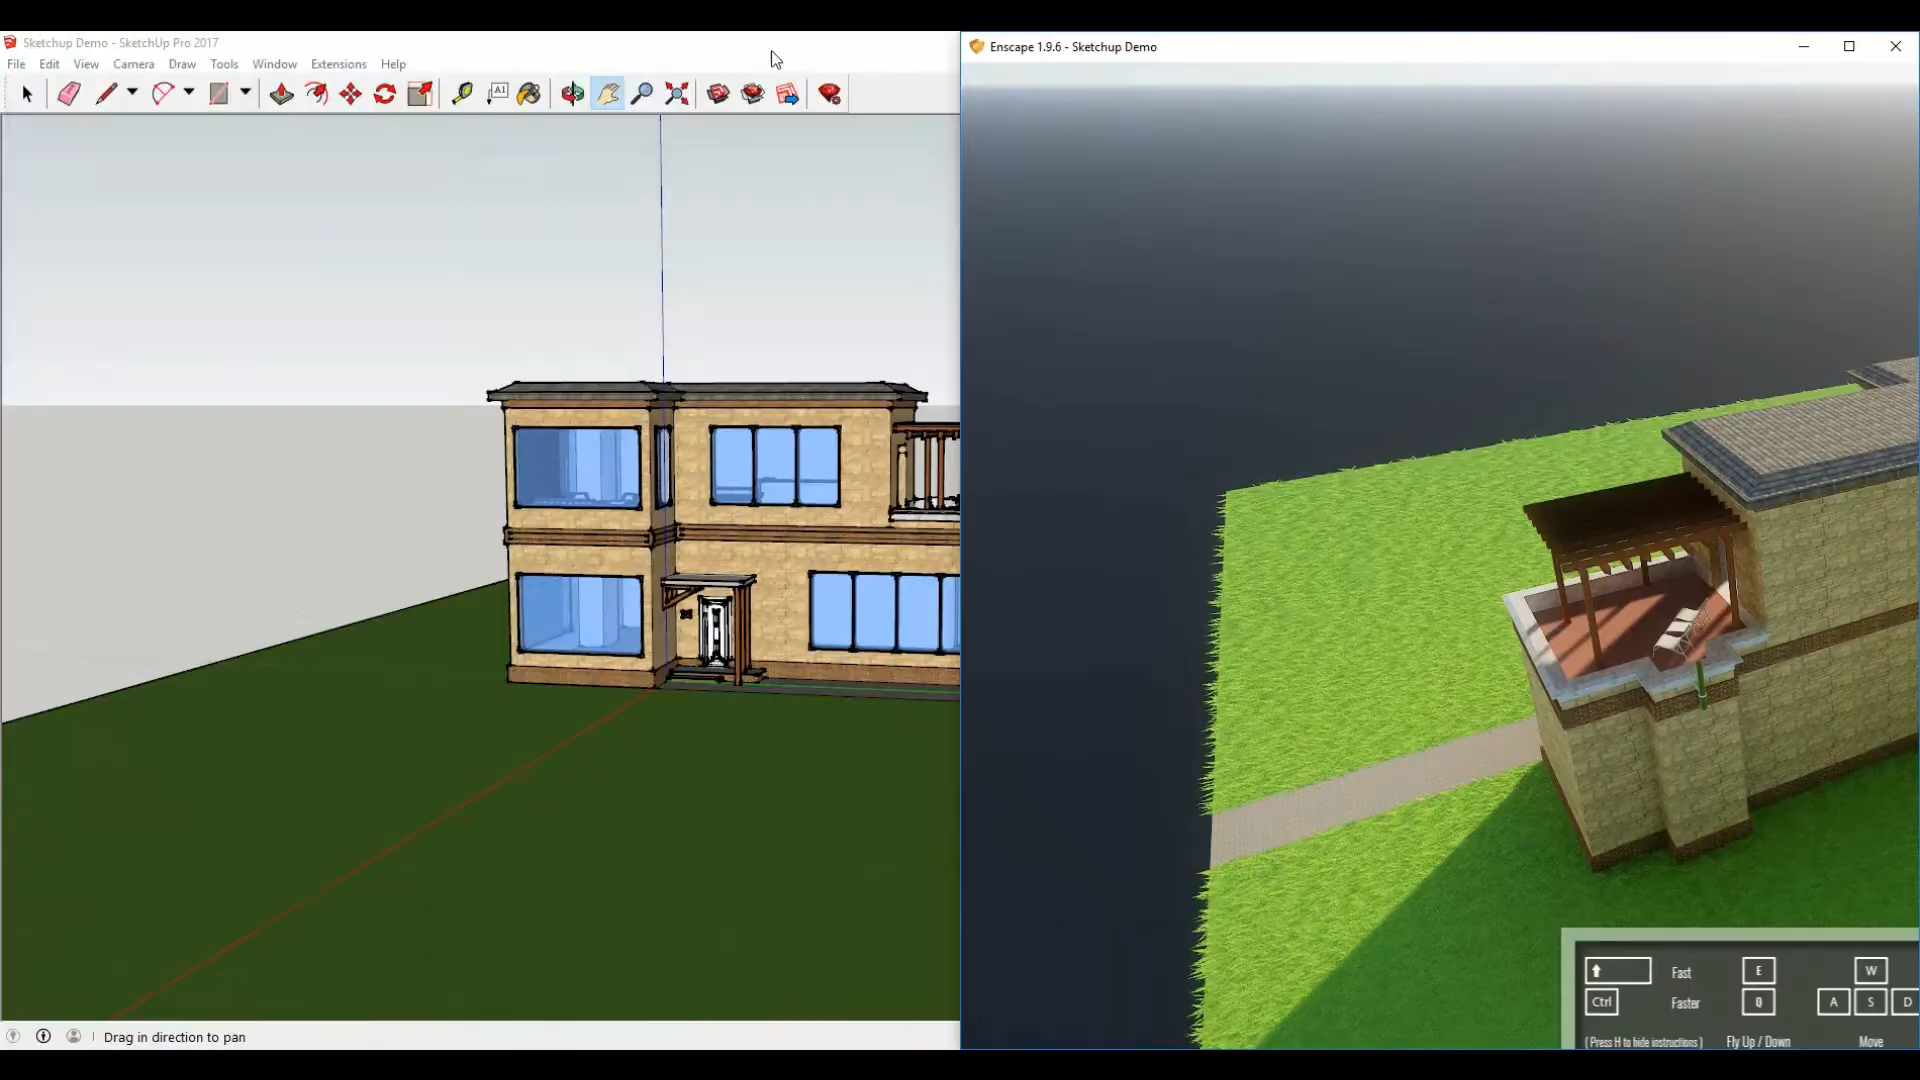 Sketchup Demo - SketchUp Pro 2017
File Edit View Camera Draw Tools Window Extensions Help
A1
Drag in direction to pan
Enscape 1.9.6 - Sketchup Demo
Fast E W
Ctrl Faster Q A S D
( Press H to hide instructions ) Fly Up / Down Move